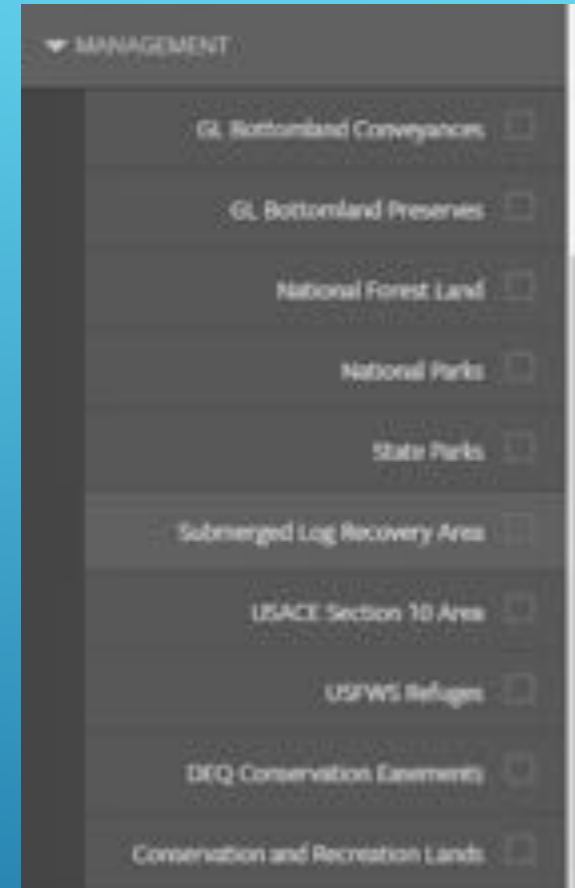 MANAGEMENT
GL Bottomland Conveyances
GL Bottomland Preserves
National Forest Land
National Parks
State Parks
Submerged Log Recovery Area
USACE Section 10 Area
USFWS Refuges
DEQ Conservation Easements
Conservation and Recreation Lands